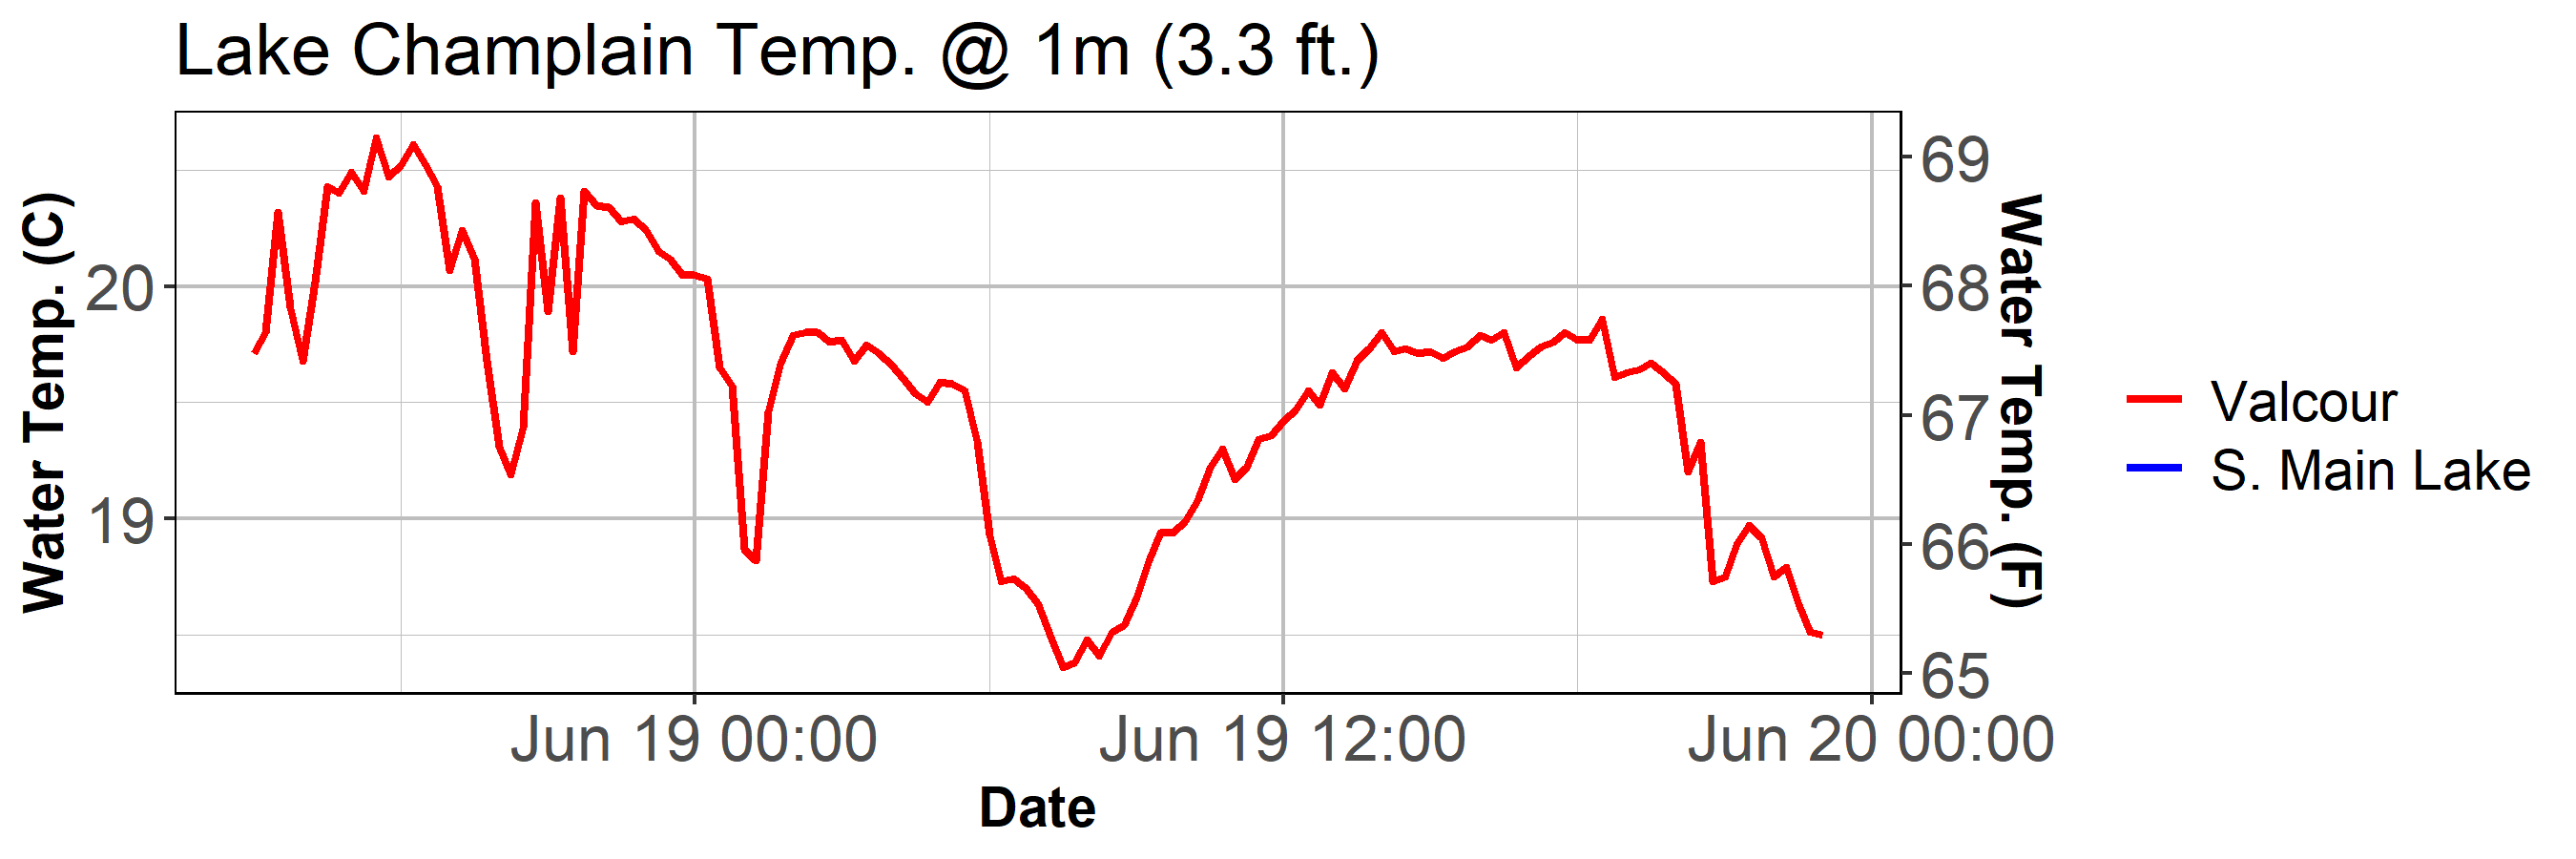 Lake Champlain Temp. @ 1m (3.3 ft.)
Water Temp. (C)
20
19
69
68
67
66
65
Water Temp. (F)
Jun 19 00:00
Jun 19 12:00
Jun 20 00:00
Date
Valcour
S. Main Lake